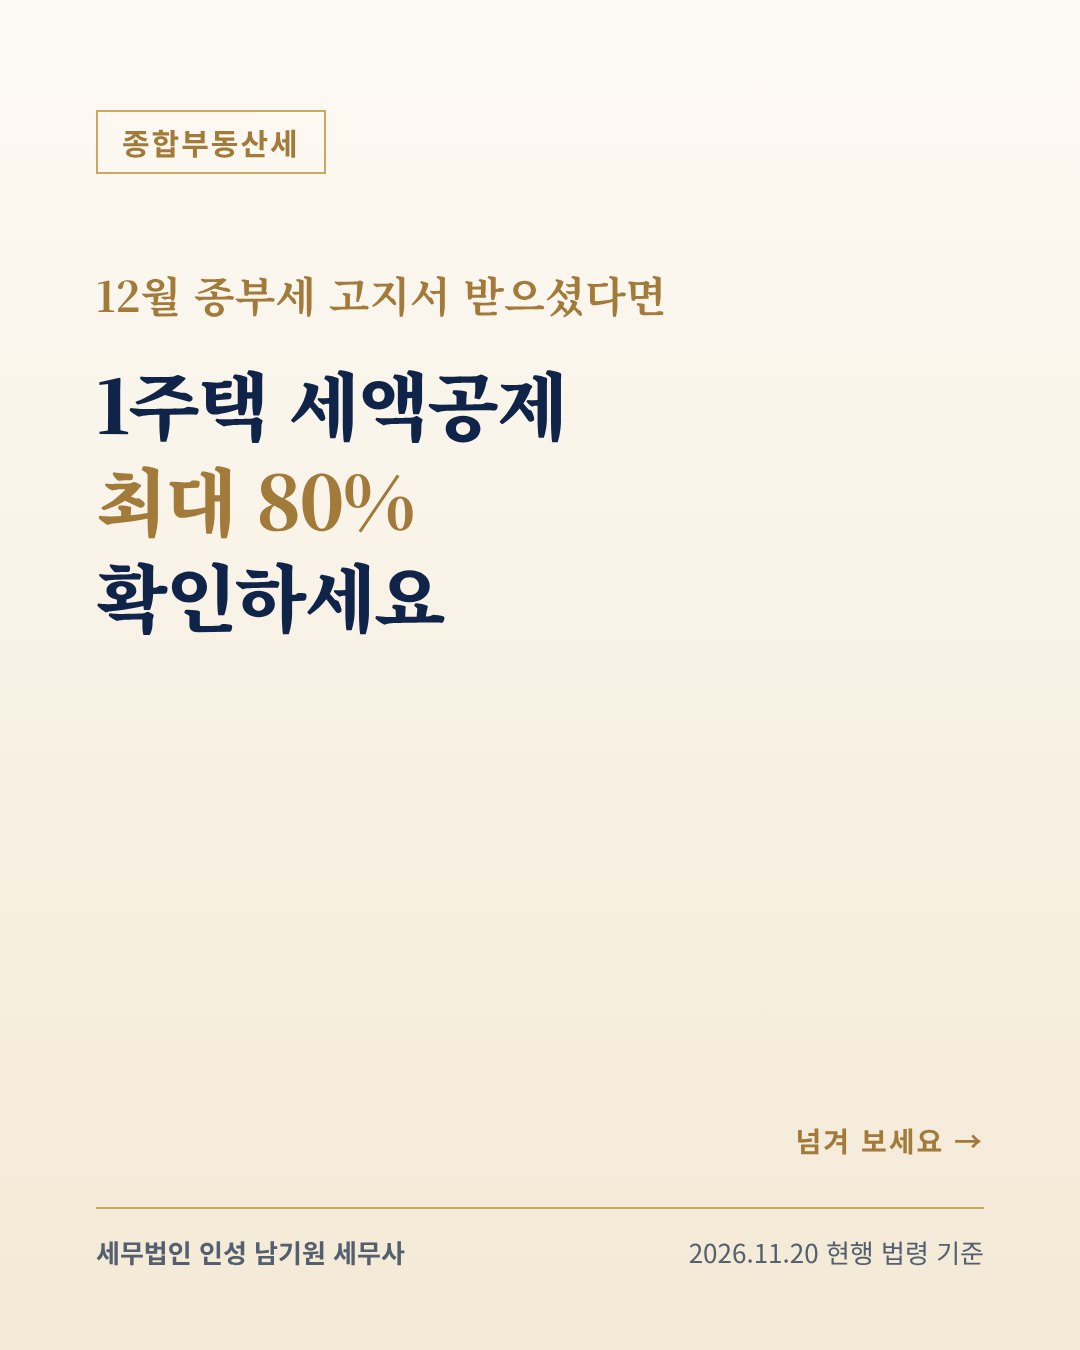 종합부동산세
12월 종부세 고지서 받으셨다면
1주택 세액공제
최대 80%
확인하세요
넘겨 보세요 →
세무법인 인성 남기원 세무사
2026.11.20 현행 법령 기준